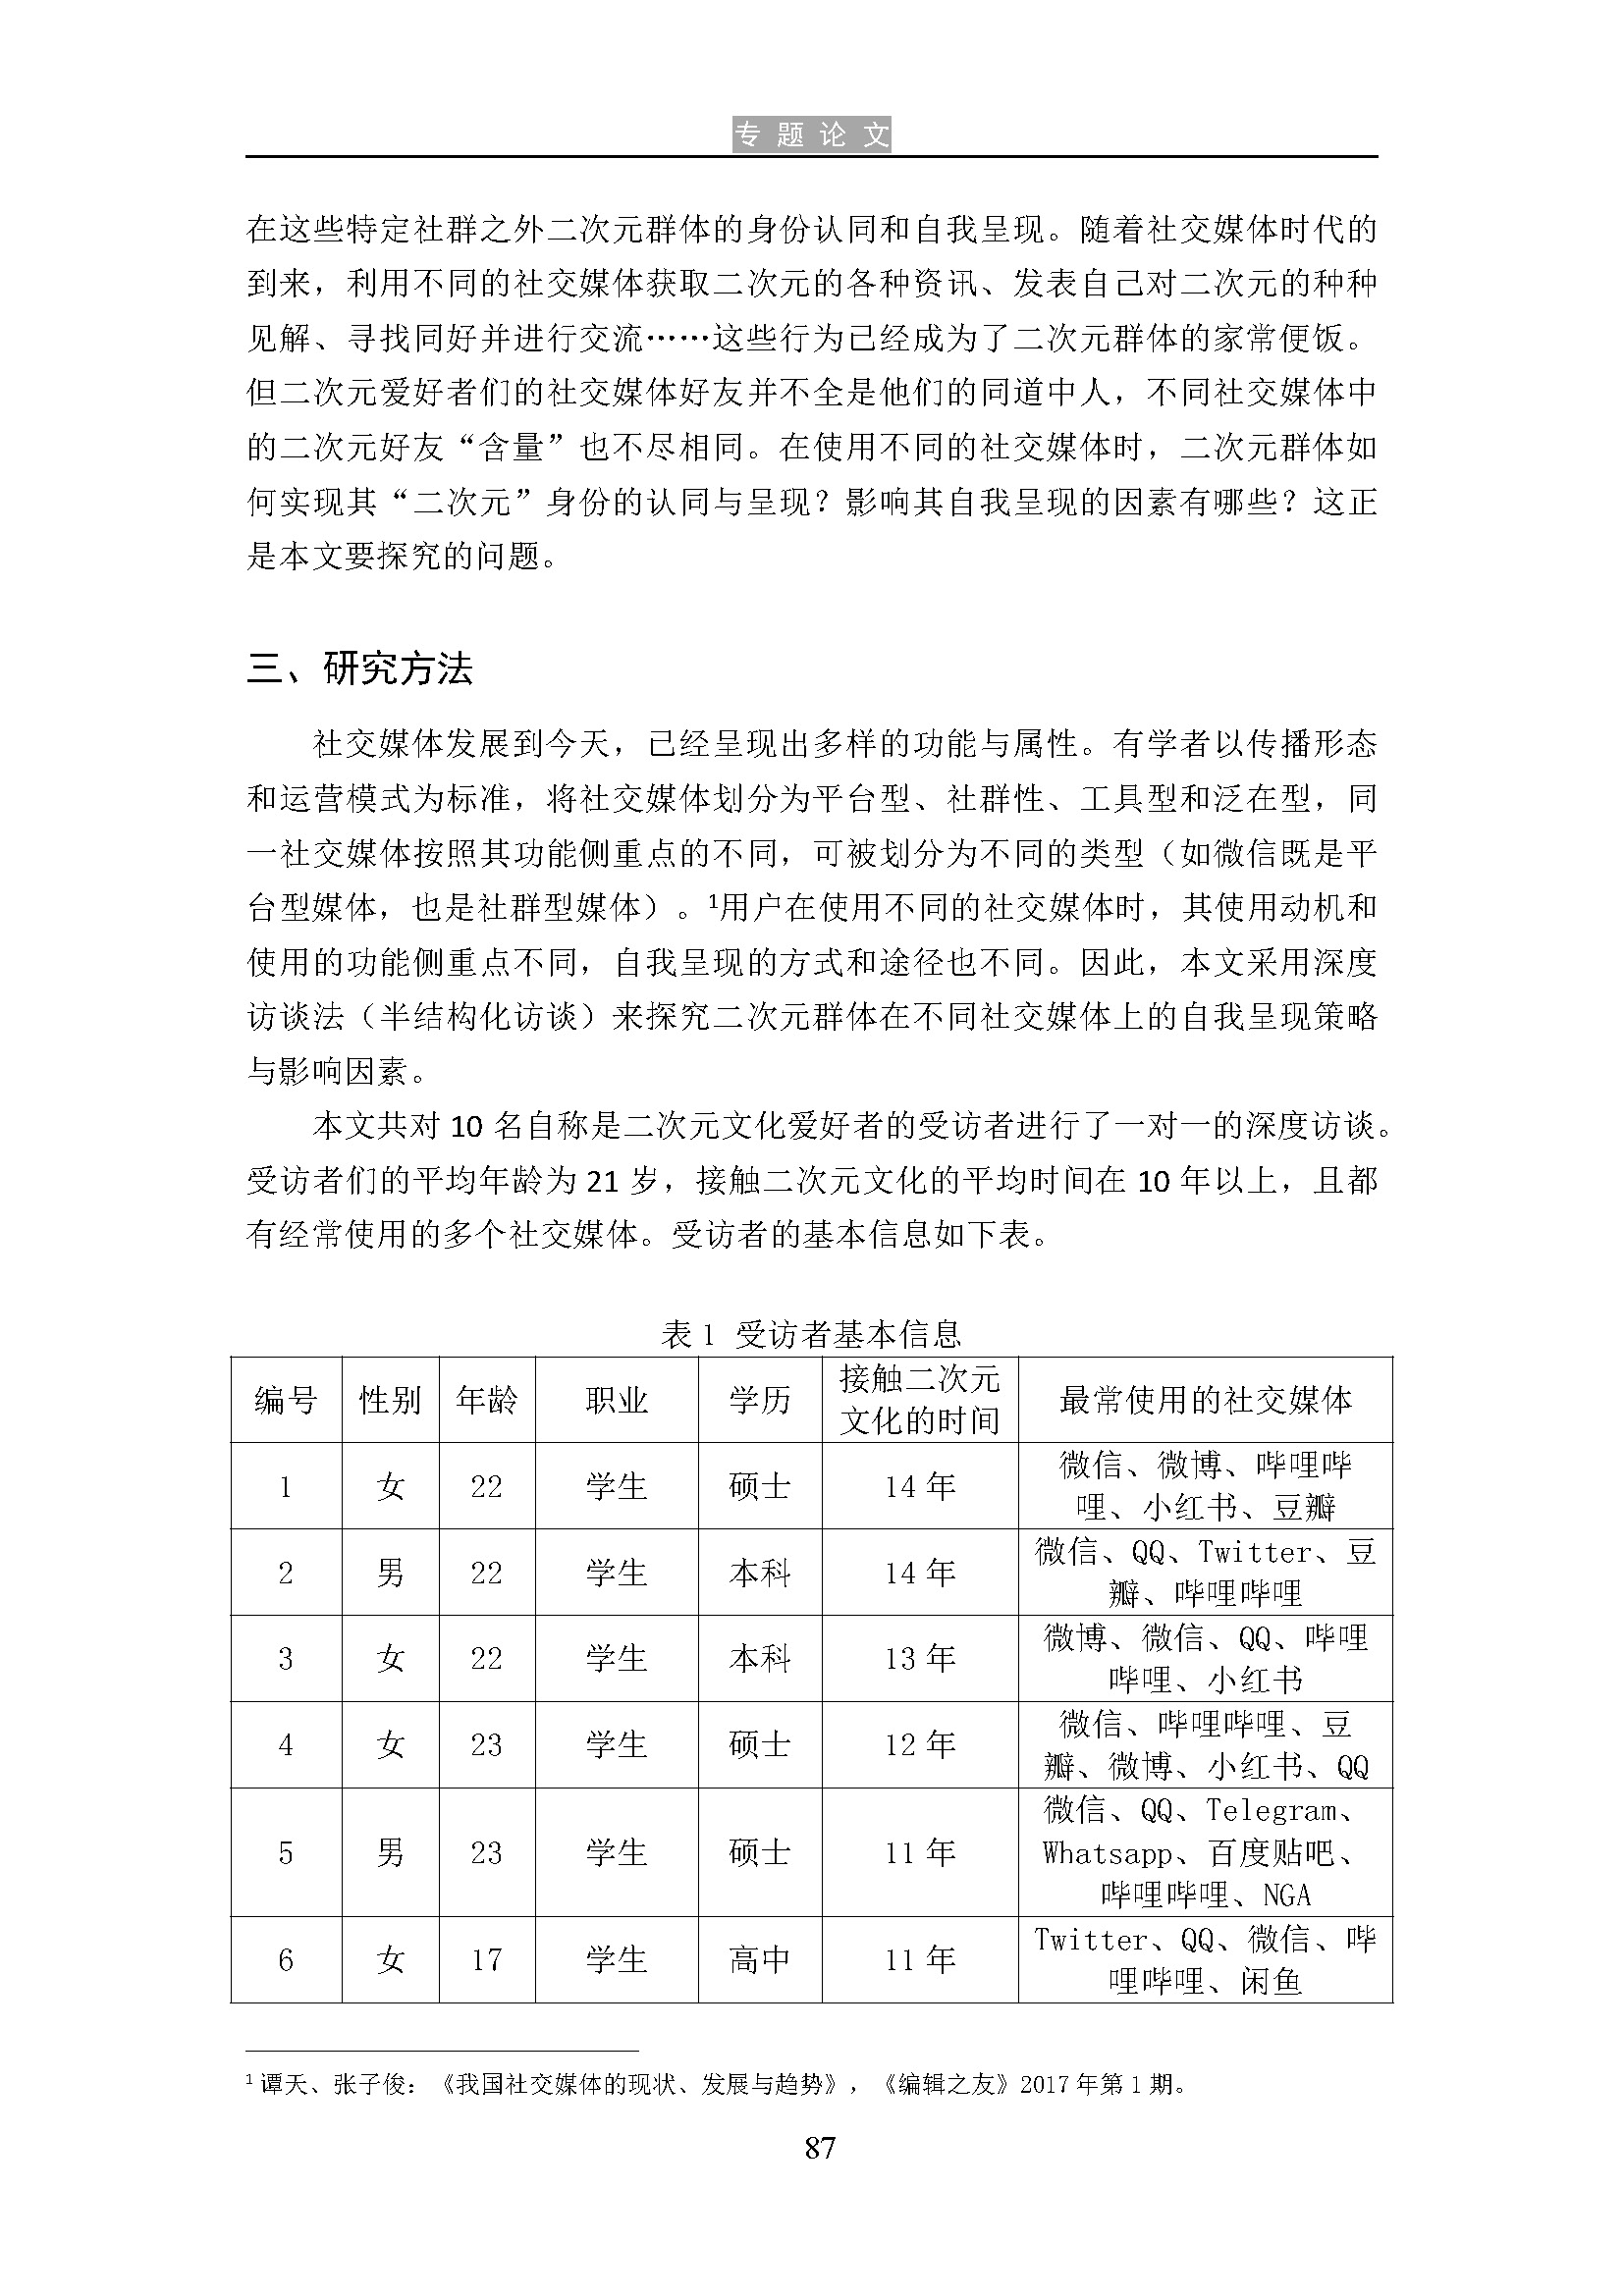 专 题 论 文
在这些特定社群之外二次元群体的身份认同和自我呈现。随着社交媒体时代的
到来，利用不同的社交媒体获取二次元的各种资讯、发表自己对二次元的种种
见解、寻找同好并进行交流……这些行为已经成为了二次元群体的家常便饭。
但二次元爱好者们的社交媒体好友并不全是他们的同道中人，不同社交媒体中
的二次元好友“含量”也不尽相同。在使用不同的社交媒体时，二次元群体如
何实现其“二次元”身份的认同与呈现？影响其自我呈现的因素有哪些？这正
是本文要探究的问题。
三、研究方法
社交媒体发展到今天，已经呈现出多样的功能与属性。有学者以传播形态
和运营模式为标准，将社交媒体划分为平台型、社群性、工具型和泛在型，同
一社交媒体按照其功能侧重点的不同，可被划分为不同的类型（如微信既是平
台型媒体，也是社群型媒体）。¹用户在使用不同的社交媒体时，其使用动机和
使用的功能侧重点不同，自我呈现的方式和途径也不同。因此，本文采用深度
访谈法（半结构化访谈）来探究二次元群体在不同社交媒体上的自我呈现策略
与影响因素。
本文共对 10 名自称是二次元文化爱好者的受访者进行了一对一的深度访谈。
受访者们的平均年龄为 21 岁，接触二次元文化的平均时间在 10 年以上，且都
有经常使用的多个社交媒体。受访者的基本信息如下表。
表 1 受访者基本信息
编号 性别 年龄 职业 学历 接触二次元
文化的时间 最常使用的社交媒体
1 女 22 学生 硕士 14 年 微信、微博、哔哩哔
哩、小红书、豆瓣
2 男 22 学生 本科 14 年 微信、QQ、Twitter、豆
瓣、哔哩哔哩
3 女 22 学生 本科 13 年 微博、微信、QQ、哔哩
哔哩、小红书
4 女 23 学生 硕士 12 年 微信、哔哩哔哩、豆
瓣、微博、小红书、QQ
5 男 23 学生 硕士 11 年 微信、QQ、Telegram、
Whatsapp、百度贴吧、
哔哩哔哩、NGA
6 女 17 学生 高中 11 年 Twitter、QQ、微信、哔
哩哔哩、闲鱼
¹ 谭天、张子俊：《我国社交媒体的现状、发展与趋势》，《编辑之友》2017 年第 1 期。
87